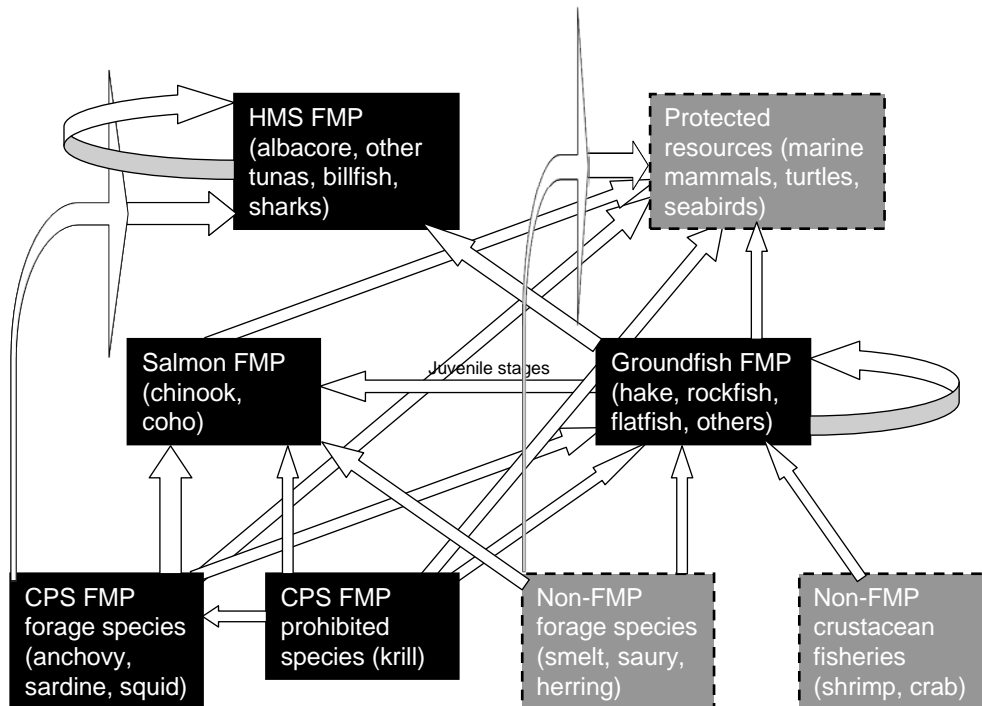 HMS FMP
(albacore, other
tunas, billfish,
sharks)
Protected
resources (marine
mammals, turtles,
seabirds)
Salmon FMP
(chinook,
coho)
Juvenile stages
Groundfish FMP
(hake, rockfish,
flatfish, others)
CPS FMP
forage species
(anchovy,
sardine, squid)
CPS FMP
prohibited
species (krill)
Non-FMP
forage species
(smelt, saury,
herring)
Non-FMP
crustacean
fisheries
(shrimp, crab)